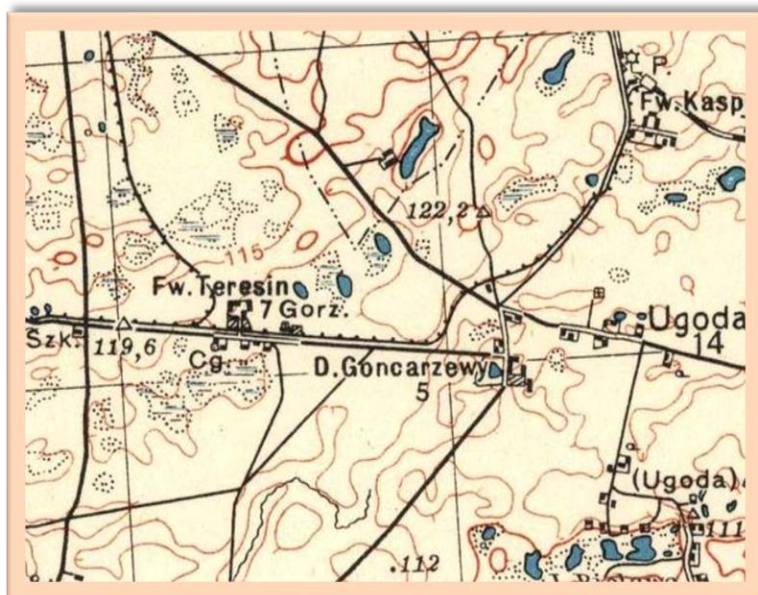 P.
Fw. Kasp
122,2
115
Fw. Teresin
7 Gorz.
Szk.
119,6
Cg.
D. Goncarzewy
5
Ugoda
14
(Ugoda)
111
.112